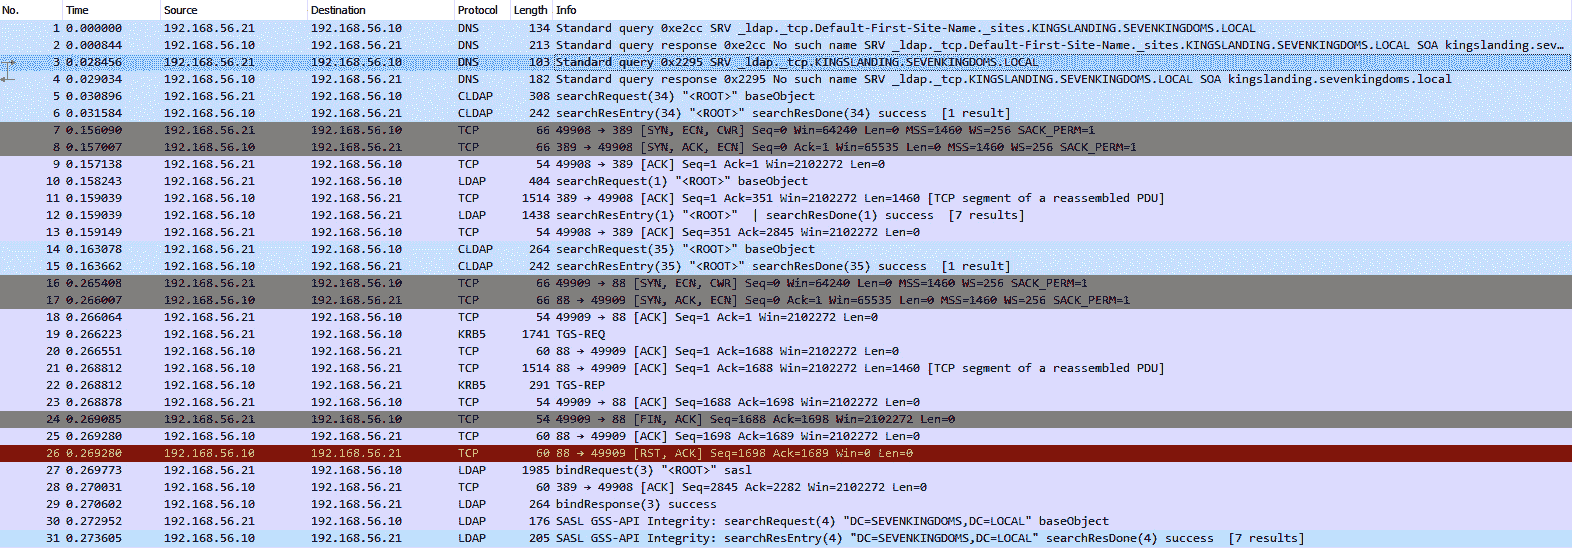 No. Time Source Destination Protocol Length Info
1 0.000000 192.168.56.21 192.168.56.10 DNS 134 Standard query 0xe2cc SRV _ldap._tcp.Default-First-Site-Name._sites.KINGSLANDING.SEVENKINGDOMS.LOCAL
2 0.000844 192.168.56.10 192.168.56.21 DNS 213 Standard query response 0xe2cc No such name SRV _ldap._tcp.Default-First-Site-Name._sites.KINGSLANDING.SEVENKINGDOMS.LOCAL SOA kingslanding.sev…
3 0.028456 192.168.56.21 192.168.56.10 DNS 103 Standard query 0x2295 SRV _ldap._tcp.KINGSLANDING.SEVENKINGDOMS.LOCAL
4 0.029034 192.168.56.10 192.168.56.21 DNS 182 Standard query response 0x2295 No such name SRV _ldap._tcp.KINGSLANDING.SEVENKINGDOMS.LOCAL SOA kingslanding.sevenkingdoms.local
5 0.030896 192.168.56.21 192.168.56.10 CLDAP 308 searchRequest(34) "<ROOT>" baseObject
6 0.031584 192.168.56.10 192.168.56.21 CLDAP 242 searchResEntry(34) "<ROOT>" searchResDone(34) success [1 result]
7 0.156090 192.168.56.21 192.168.56.10 TCP 66 49908 → 389 [SYN, ECN, CWR] Seq=0 Win=64240 Len=0 MSS=1460 WS=256 SACK_PERM=1
8 0.157007 192.168.56.10 192.168.56.21 TCP 66 389 → 49908 [SYN, ACK, ECN] Seq=0 Ack=1 Win=65535 Len=0 MSS=1460 WS=256 SACK_PERM=1
9 0.157138 192.168.56.21 192.168.56.10 TCP 54 49908 → 389 [ACK] Seq=1 Ack=1 Win=2102272 Len=0
10 0.158243 192.168.56.21 192.168.56.10 LDAP 404 searchRequest(1) "<ROOT>" baseObject
11 0.159039 192.168.56.10 192.168.56.21 TCP 1514 389 → 49908 [ACK] Seq=1 Ack=351 Win=2102272 Len=1460 [TCP segment of a reassembled PDU]
12 0.159039 192.168.56.10 192.168.56.21 LDAP 1438 searchResEntry(1) "<ROOT>" | searchResDone(1) success [7 results]
13 0.159149 192.168.56.21 192.168.56.10 TCP 54 49908 → 389 [ACK] Seq=351 Ack=2845 Win=2102272 Len=0
14 0.163078 192.168.56.21 192.168.56.10 CLDAP 264 searchRequest(35) "<ROOT>" baseObject
15 0.163662 192.168.56.10 192.168.56.21 CLDAP 242 searchResEntry(35) "<ROOT>" searchResDone(35) success [1 result]
16 0.265408 192.168.56.21 192.168.56.10 TCP 66 49909 → 88 [SYN, ECN, CWR] Seq=0 Win=64240 Len=0 MSS=1460 WS=256 SACK_PERM=1
17 0.266007 192.168.56.10 192.168.56.21 TCP 66 88 → 49909 [SYN, ACK, ECN] Seq=0 Ack=1 Win=65535 Len=0 MSS=1460 WS=256 SACK_PERM=1
18 0.266064 192.168.56.21 192.168.56.10 TCP 54 49909 → 88 [ACK] Seq=1 Ack=1 Win=2102272 Len=0
19 0.266223 192.168.56.21 192.168.56.10 KRB5 1741 TGS-REQ
20 0.266551 192.168.56.10 192.168.56.21 TCP 60 88 → 49909 [ACK] Seq=1 Ack=1688 Win=2102272 Len=0
21 0.268812 192.168.56.10 192.168.56.21 TCP 1514 88 → 49909 [ACK] Seq=1 Ack=1688 Win=2102272 Len=1460 [TCP segment of a reassembled PDU]
22 0.268812 192.168.56.10 192.168.56.21 KRB5 291 TGS-REP
23 0.268878 192.168.56.21 192.168.56.10 TCP 54 49909 → 88 [ACK] Seq=1688 Ack=1698 Win=2102272 Len=0
24 0.269085 192.168.56.21 192.168.56.10 TCP 54 49909 → 88 [FIN, ACK] Seq=1688 Ack=1698 Win=2102272 Len=0
25 0.269280 192.168.56.10 192.168.56.21 TCP 60 88 → 49909 [ACK] Seq=1698 Ack=1689 Win=2102272 Len=0
26 0.269280 192.168.56.10 192.168.56.21 TCP 60 88 → 49909 [RST, ACK] Seq=1698 Ack=1689 Win=0 Len=0
27 0.269773 192.168.56.21 192.168.56.10 LDAP 1985 bindRequest(3) "<ROOT>" sasl
28 0.270031 192.168.56.10 192.168.56.21 TCP 60 389 → 49908 [ACK] Seq=2845 Ack=2282 Win=2102272 Len=0
29 0.270602 192.168.56.10 192.168.56.21 LDAP 264 bindResponse(3) success
30 0.272952 192.168.56.21 192.168.56.10 LDAP 176 SASL GSS-API Integrity: searchRequest(4) "DC=SEVENKINGDOMS,DC=LOCAL" baseObject
31 0.273605 192.168.56.10 192.168.56.21 LDAP 205 SASL GSS-API Integrity: searchResEntry(4) "DC=SEVENKINGDOMS,DC=LOCAL" searchResDone(4) success [7 results]